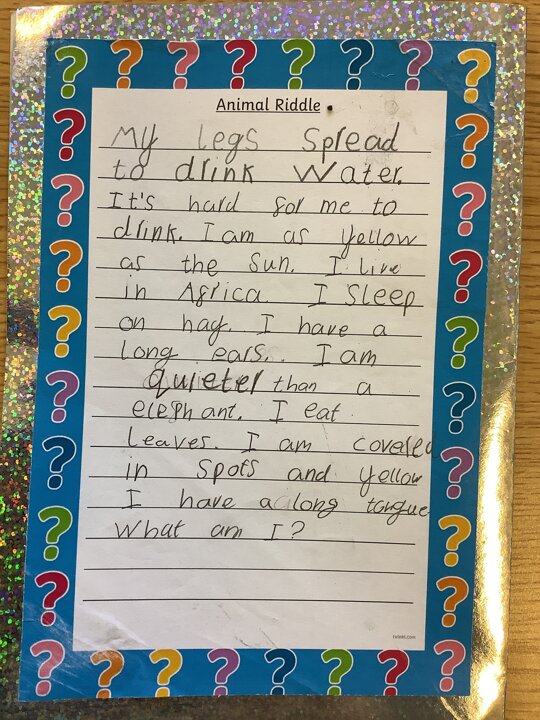 Animal Riddle
My legs spread
to drink water.
It's hard for me to
drink. I am as yellow
as the sun. I live
in Africa. I sleep
on hay. I have a
long ears. I am
quieter than a
elephant. I eat
leaves. I am covered
in spots and yellow
I have a long tongue
What am I?
twinkl.com